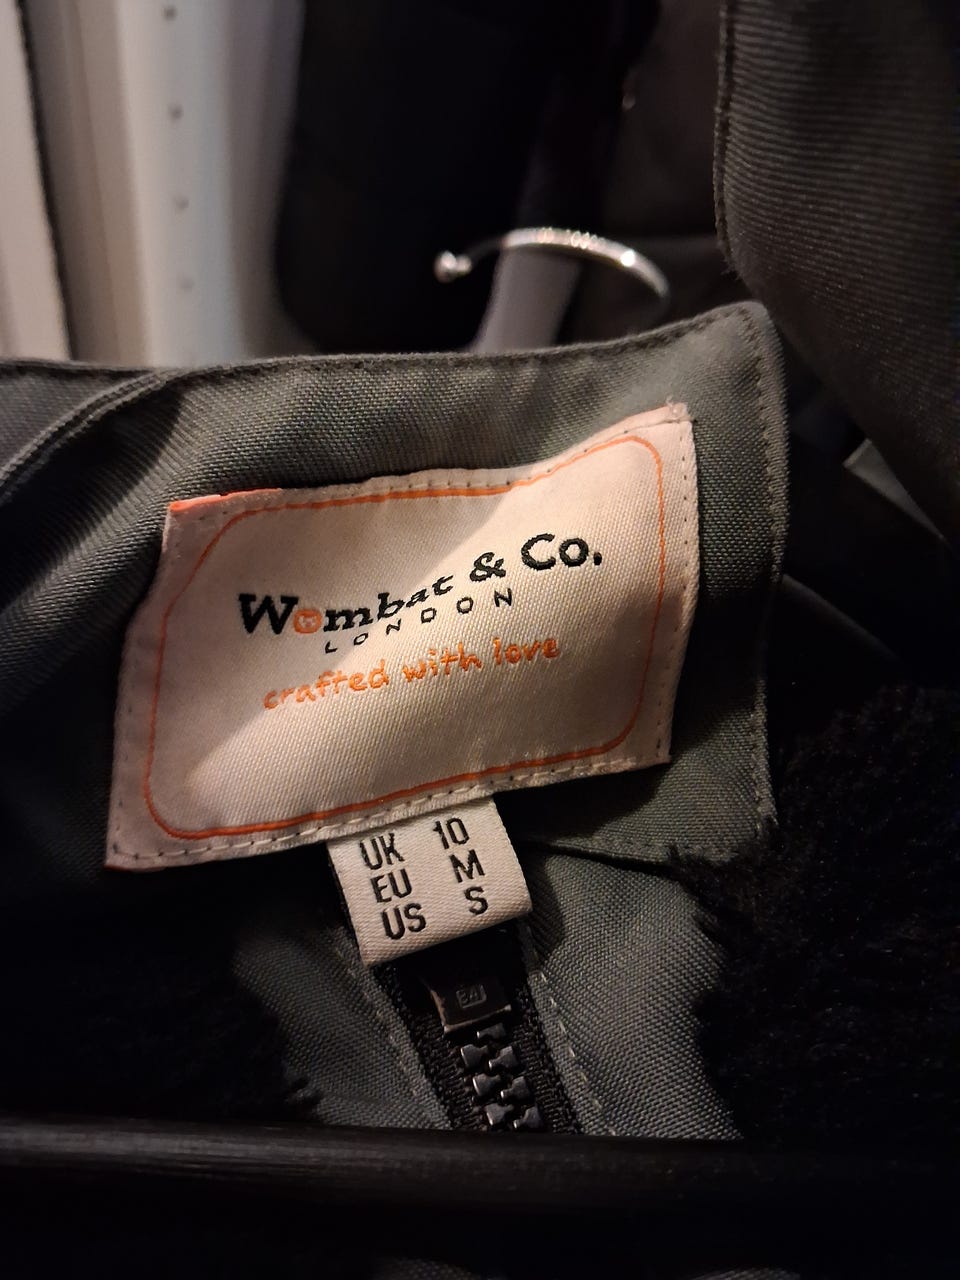 Wombat & Co.
LONDON
crafted with love
UK 10
EU M
US S